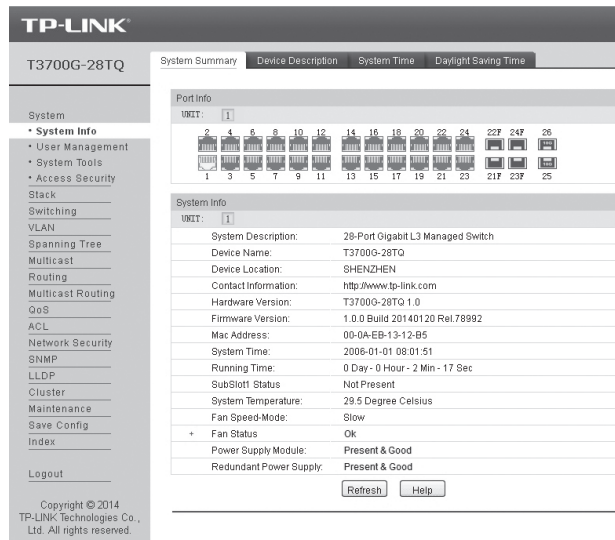 TP-LINK®
T3700G-28TQ
System Summary Device Description System Time Daylight Saving Time
System
• System Info
• User Management
• System Tools
• Access Security
Stack
Switching
VLAN
Spanning Tree
Multicast
Routing
Multicast Routing
QoS
ACL
Network Security
SNMP
LLDP
Cluster
Maintenance
Save Config
Index
Logout
Copyright © 2014
TP-LINK Technologies Co.,
Ltd. All rights reserved.
Port Info
UNIT: 1
2 4 6 8 10 12 14 16 18 20 22 24 22F 24F 26
1 3 5 7 9 11 13 15 17 19 21 23 21F 23F 25
System Info
UNIT: 1
System Description: 28-Port Gigabit L3 Managed Switch
Device Name: T3700G-28TQ
Device Location: SHENZHEN
Contact Information: http://www.tp-link.com
Hardware Version: T3700G-28TQ 1.0
Firmware Version: 1.0.0 Build 20140120 Rel.78992
Mac Address: 00-0A-EB-13-12-B5
System Time: 2006-01-01 08:01:51
Running Time: 0 Day - 0 Hour - 2 Min - 17 Sec
SubSlot1 Status Not Present
System Temperature: 29.5 Degree Celsius
Fan Speed-Mode: Slow
+ Fan Status Ok
Power Supply Module: Present & Good
Redundant Power Supply: Present & Good
Refresh Help